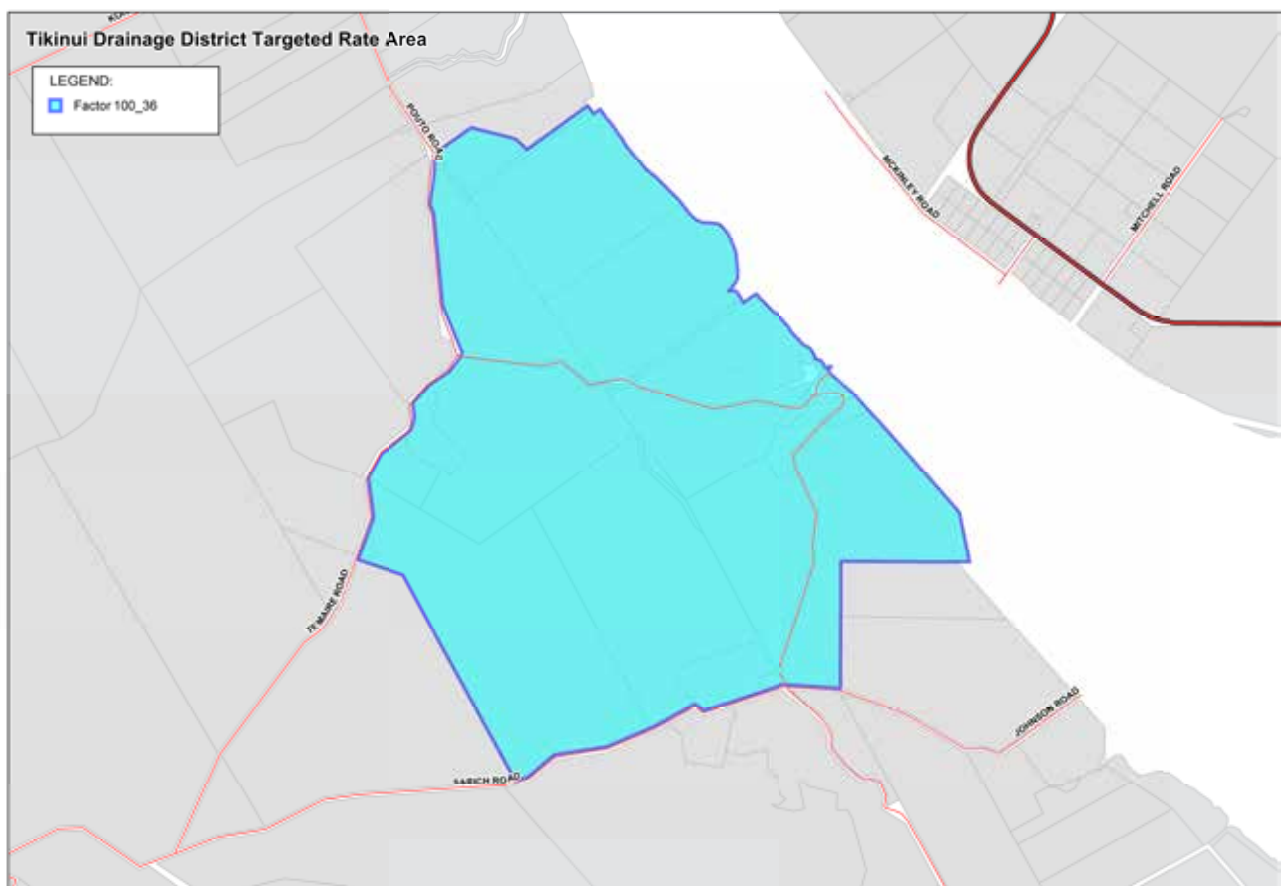 Tikinui Drainage District Targeted Rate Area
LEGEND:
Factor 100_36
POUTO ROAD
MCKINLEY ROAD
MITCHELL ROAD
MAIRE ROAD
JOHNSON ROAD
SARICH ROAD